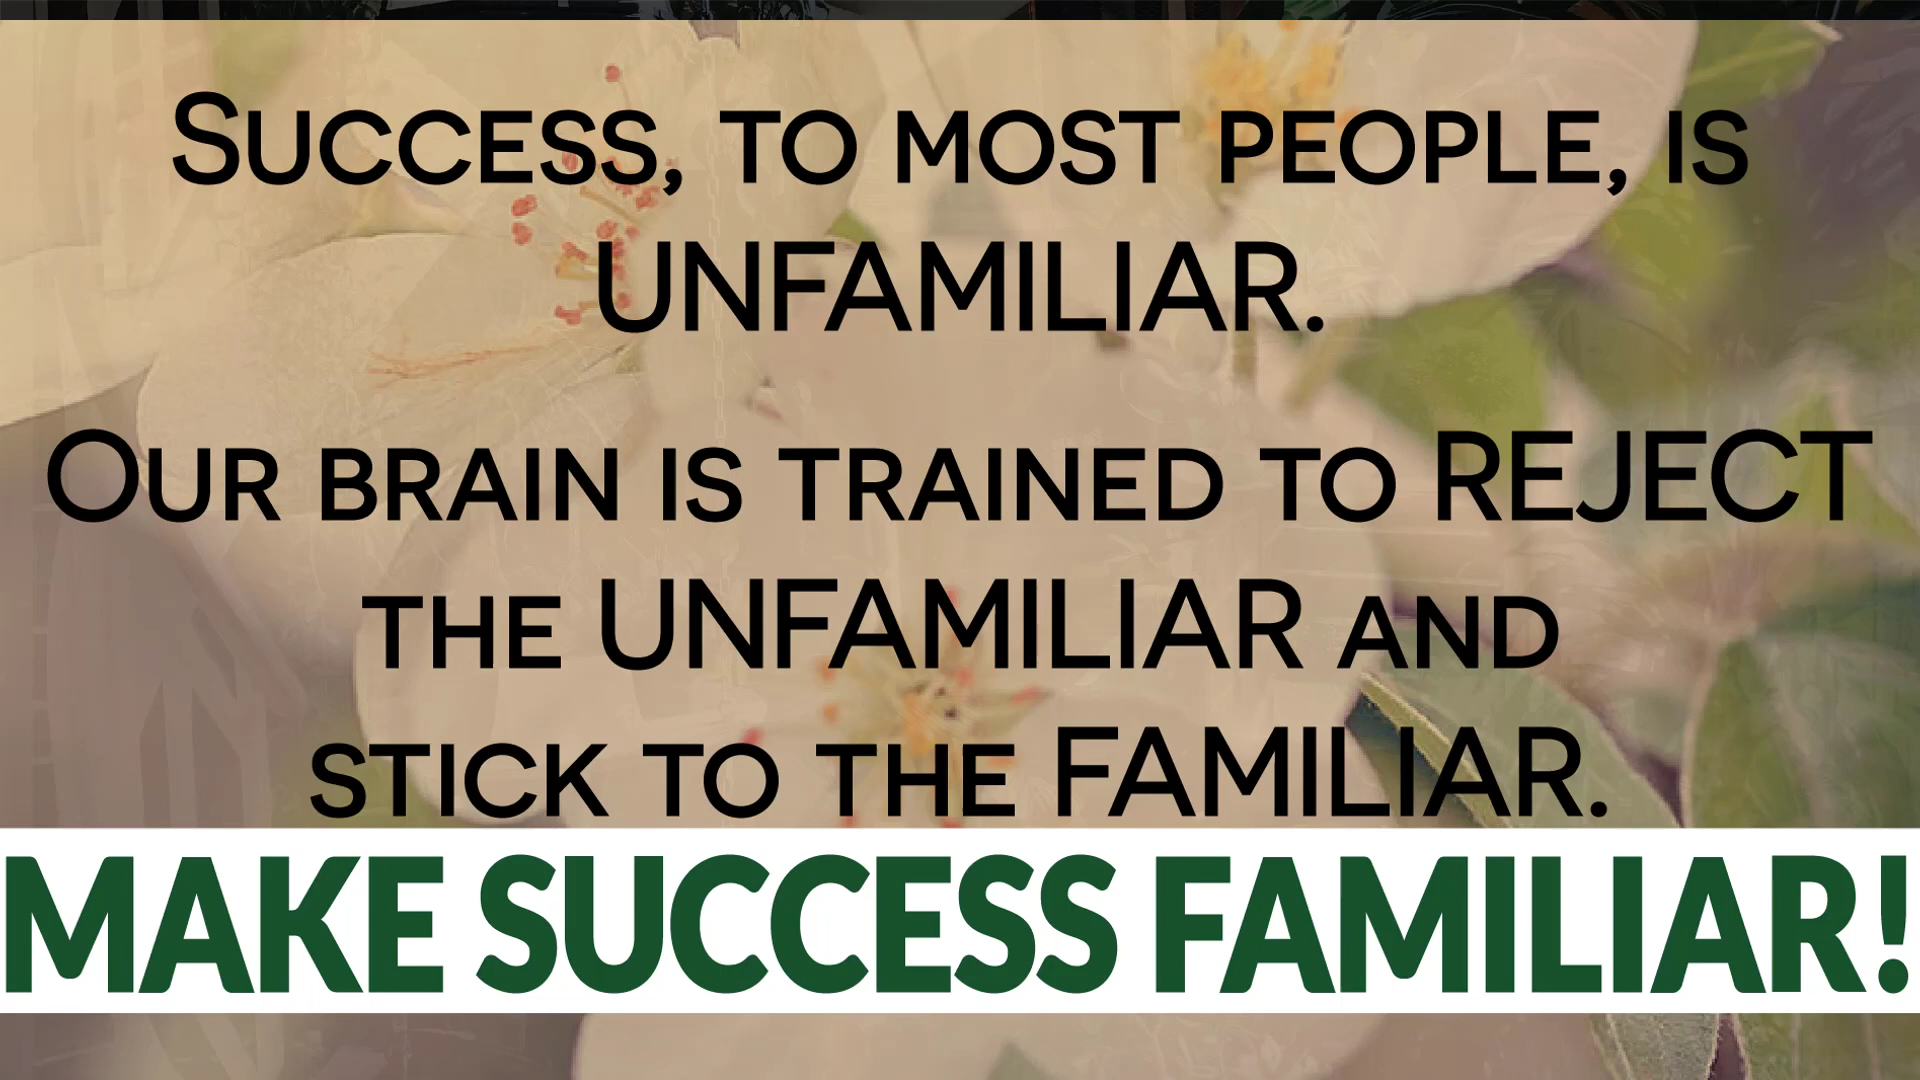 Success, to most people, is
UNFAMILIAR.
Our brain is trained to REJECT
the UNFAMILIAR and
stick to the FAMILIAR.
MAKE SUCCESS FAMILIAR!